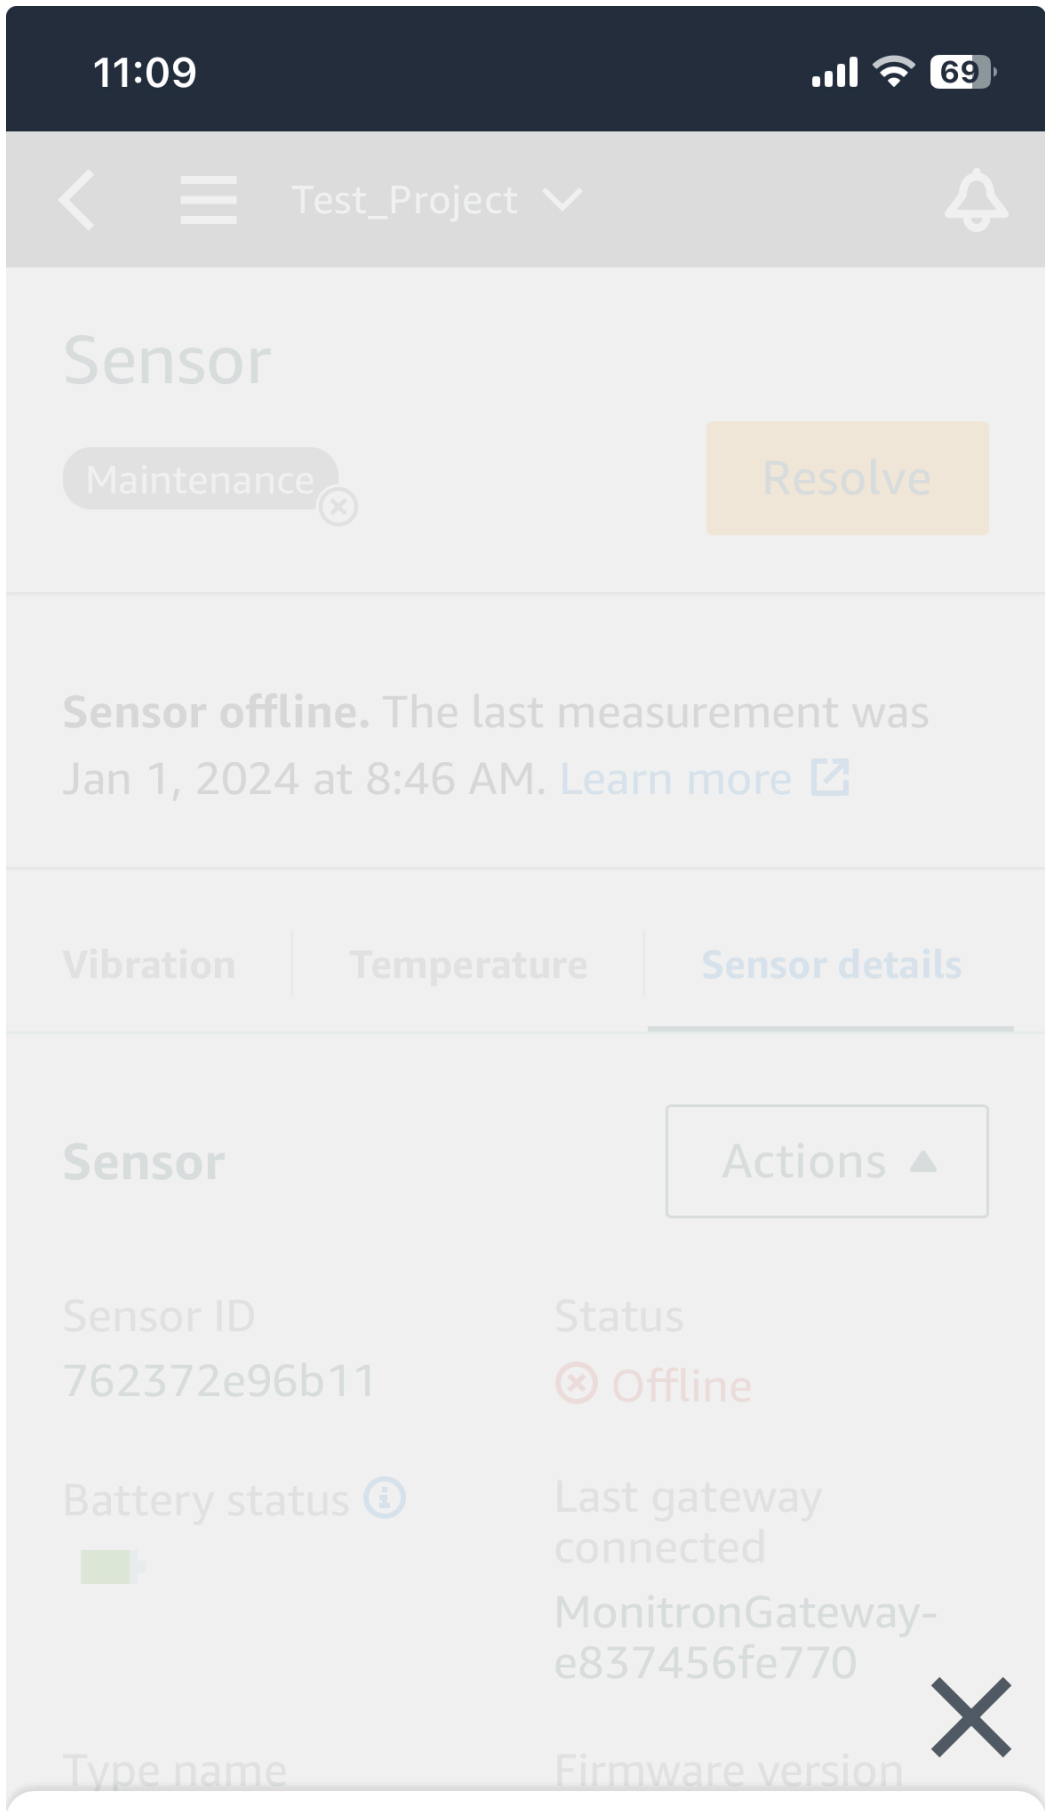 11:09
69
Test_Project
Sensor
Maintenance
Resolve
Sensor offline. The last measurement was
Jan 1, 2024 at 8:46 AM. Learn more
Vibration
Temperature
Sensor details
Sensor
Actions
Sensor ID
762372e96b11
Status
Offline
Battery status
Last gateway
connected
MonitronGateway-
e837456fe770
Type name
Firmware version